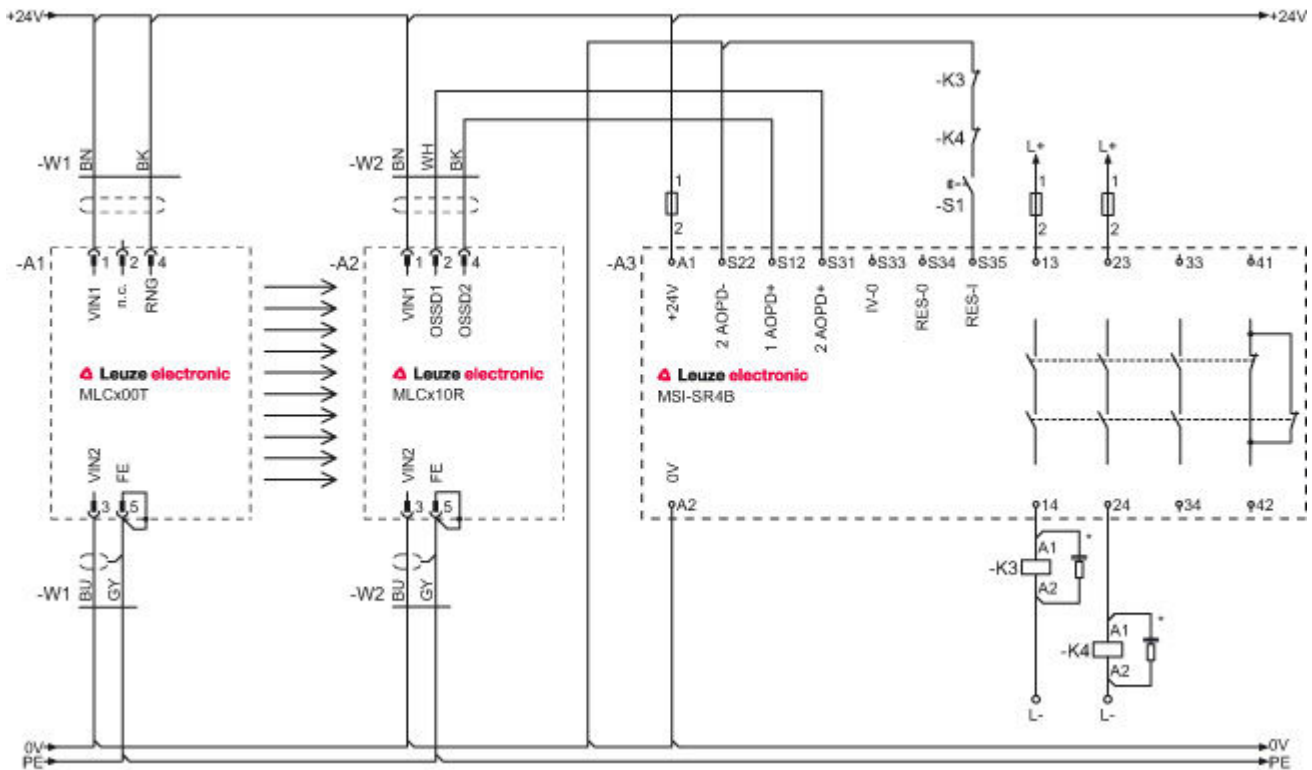 +24V +24V
-K3
-K4
L+ L+
-W1 BN BK -W2 BN WH BK
1 1 1
-S1
2 2 2
-A1 1 2 4 -A2 1 2 4 -A3 A1 S22 S12 S31 S33 S34 S35 13 23 33 41
VIN1 n.c. RNG VIN1 OSSD1 OSSD2 +24V 2 AOPD- 1 AOPD+ 2 AOPD+ IV-0 RES-0 RES-I
Leuze electronic Leuze electronic Leuze electronic
MLCx00T MLCx10R MSI-SR4B
VIN2 FE VIN2 FE 0V
3 5 3 5 A2 14 24 34 42
A1 *
-K3
A2
-W1 BU GY -W2 BU GY
A1 *
-K4
A2
L- L-
0V 0V
PE PE